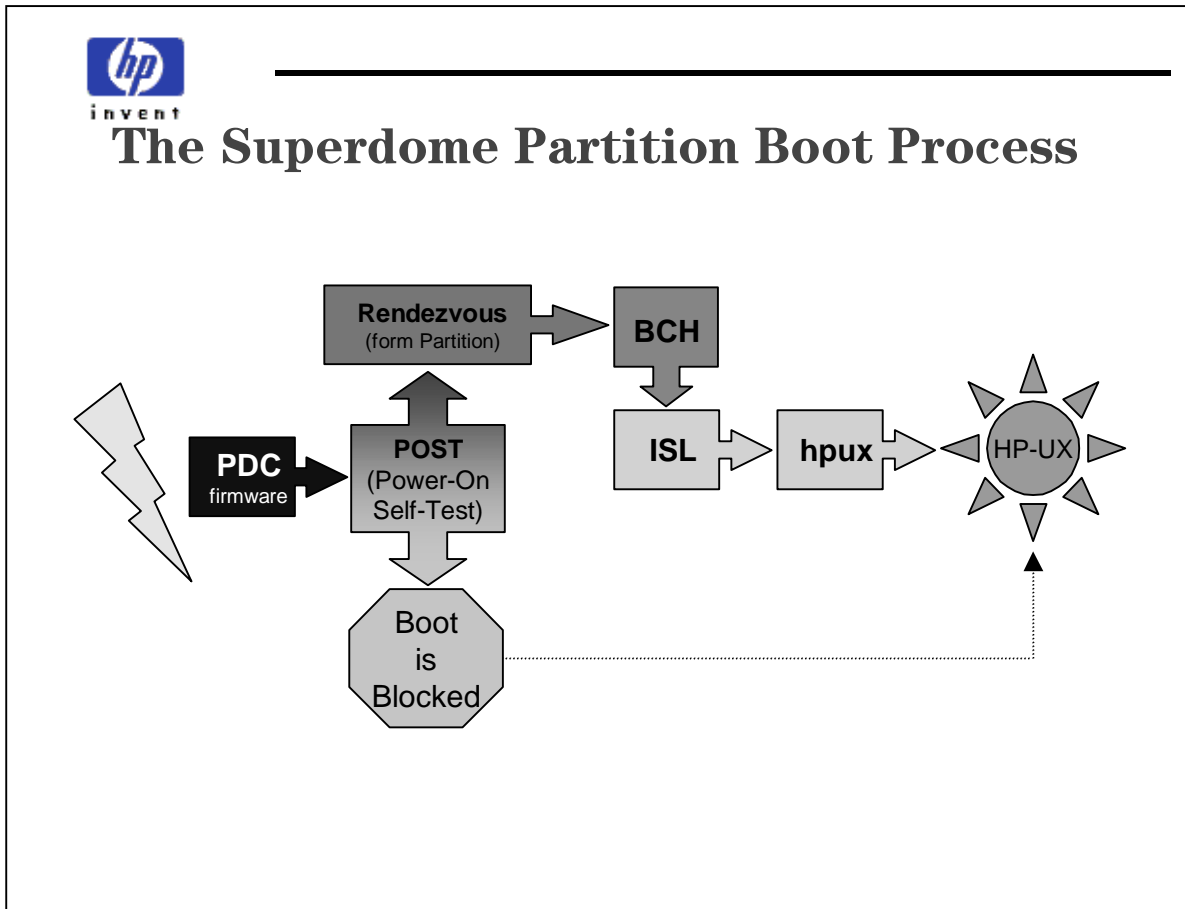 hp
invent
The Superdome Partition Boot Process
Rendezvous
(form Partition)
BCH
PDC
firmware
POST
(Power-On
Self-Test)
ISL
hpux
HP-UX
Boot
is
Blocked